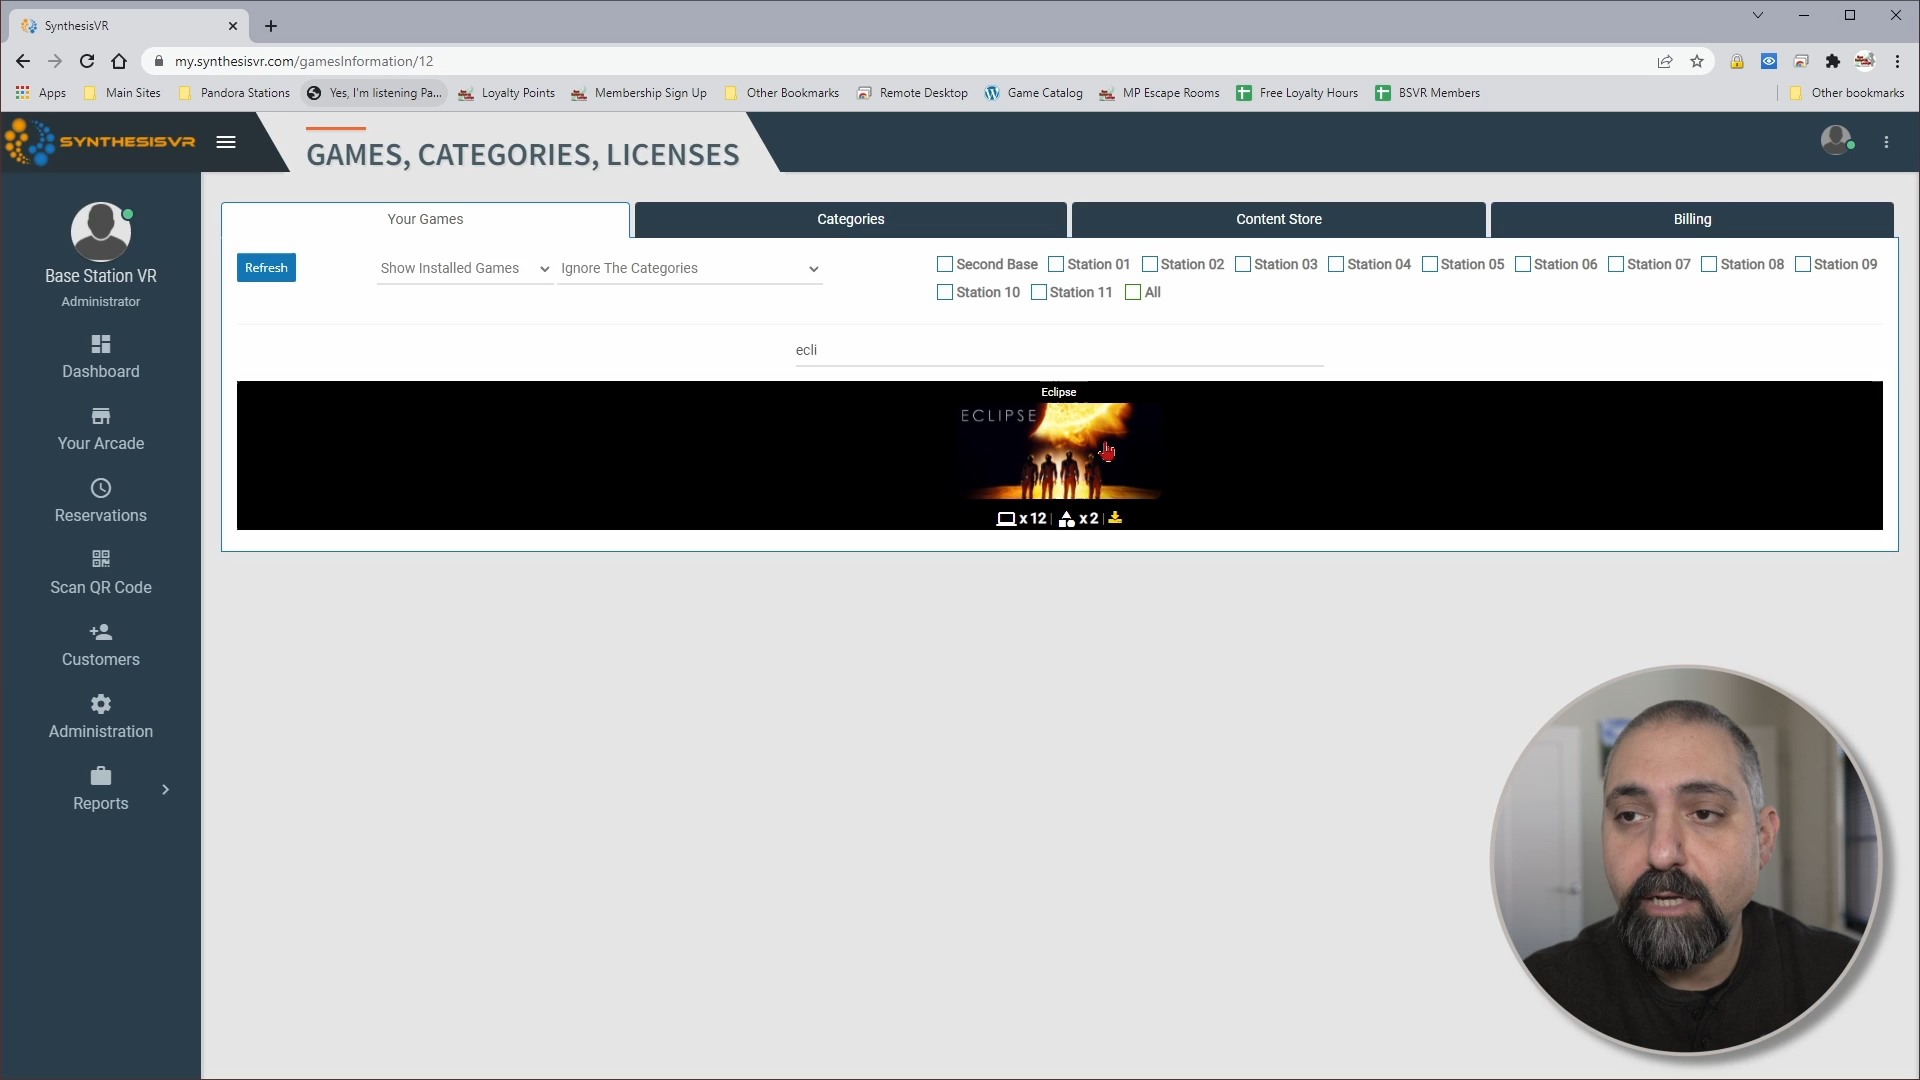 SynthesisVR
my.synthesisvr.com/gamesInformation/12
Apps
Main Sites
Pandora Stations
Yes, I'm listening Pa...
Loyalty Points
Membership Sign Up
Other Bookmarks
Remote Desktop
Game Catalog
MP Escape Rooms
Free Loyalty Hours
BSVR Members
Other bookmarks
SYNTHESISVR
GAMES, CATEGORIES, LICENSES
Base Station VR
Administrator
Dashboard
Your Arcade
Reservations
Scan QR Code
Customers
Administration
Reports
Your Games
Categories
Content Store
Billing
Refresh
Show Installed Games
Ignore The Categories
Second Base
Station 01
Station 02
Station 03
Station 04
Station 05
Station 06
Station 07
Station 08
Station 09
Station 10
Station 11
All
ecli
Eclipse
ECLIPSE
x 12 | x 2 |